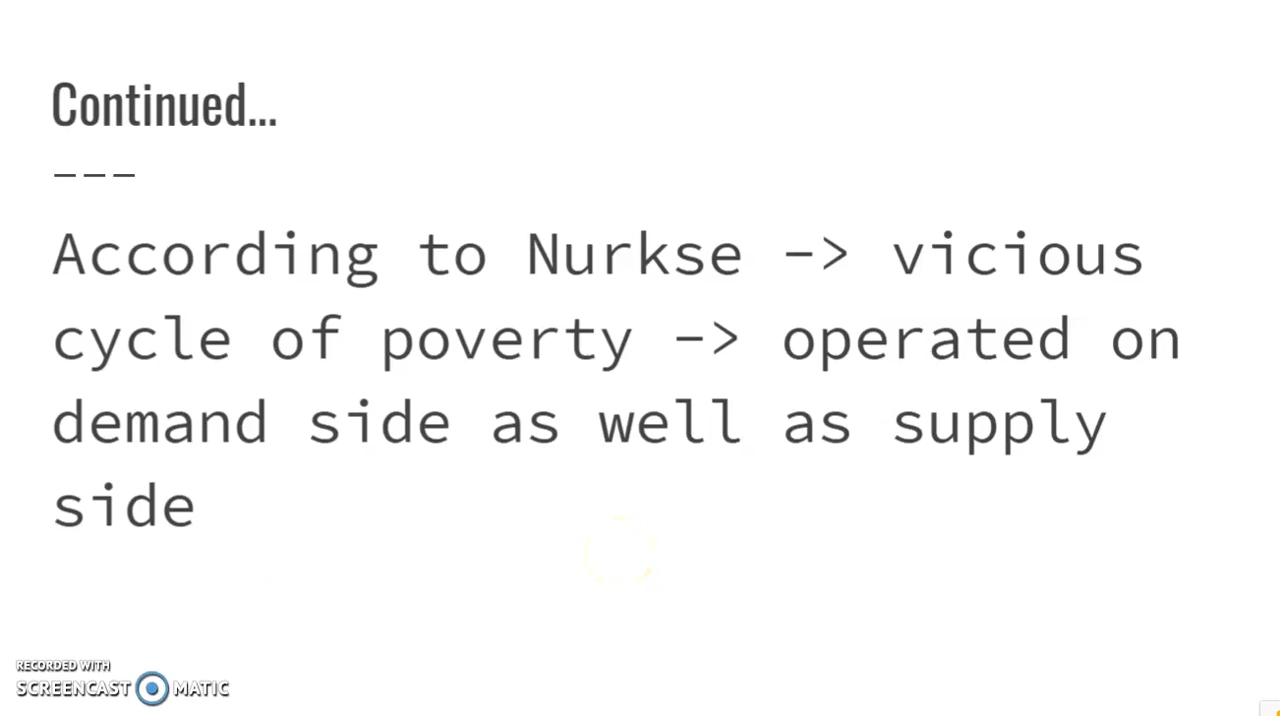 Continued...
---
According to Nurkse -> vicious
cycle of poverty -> operated on
demand side as well as supply
side
RECORDED WITH
SCREENCAST MATIC